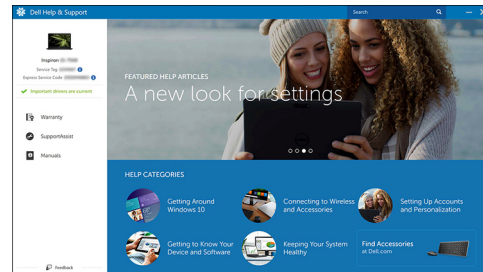 Dell Help & Support
Search
Inspiron
Service Tag
Express Service Code
Important drivers are current
Warranty
SupportAssist
Manuals
Feedback
FEATURED HELP ARTICLES
A new look for settings
HELP CATEGORIES
Getting Around
Windows 10
Connecting to Wireless
and Accessories
Setting Up Accounts
and Personalization
Getting to Know Your
Device and Software
Keeping Your System
Healthy
Find Accessories
at Dell.com